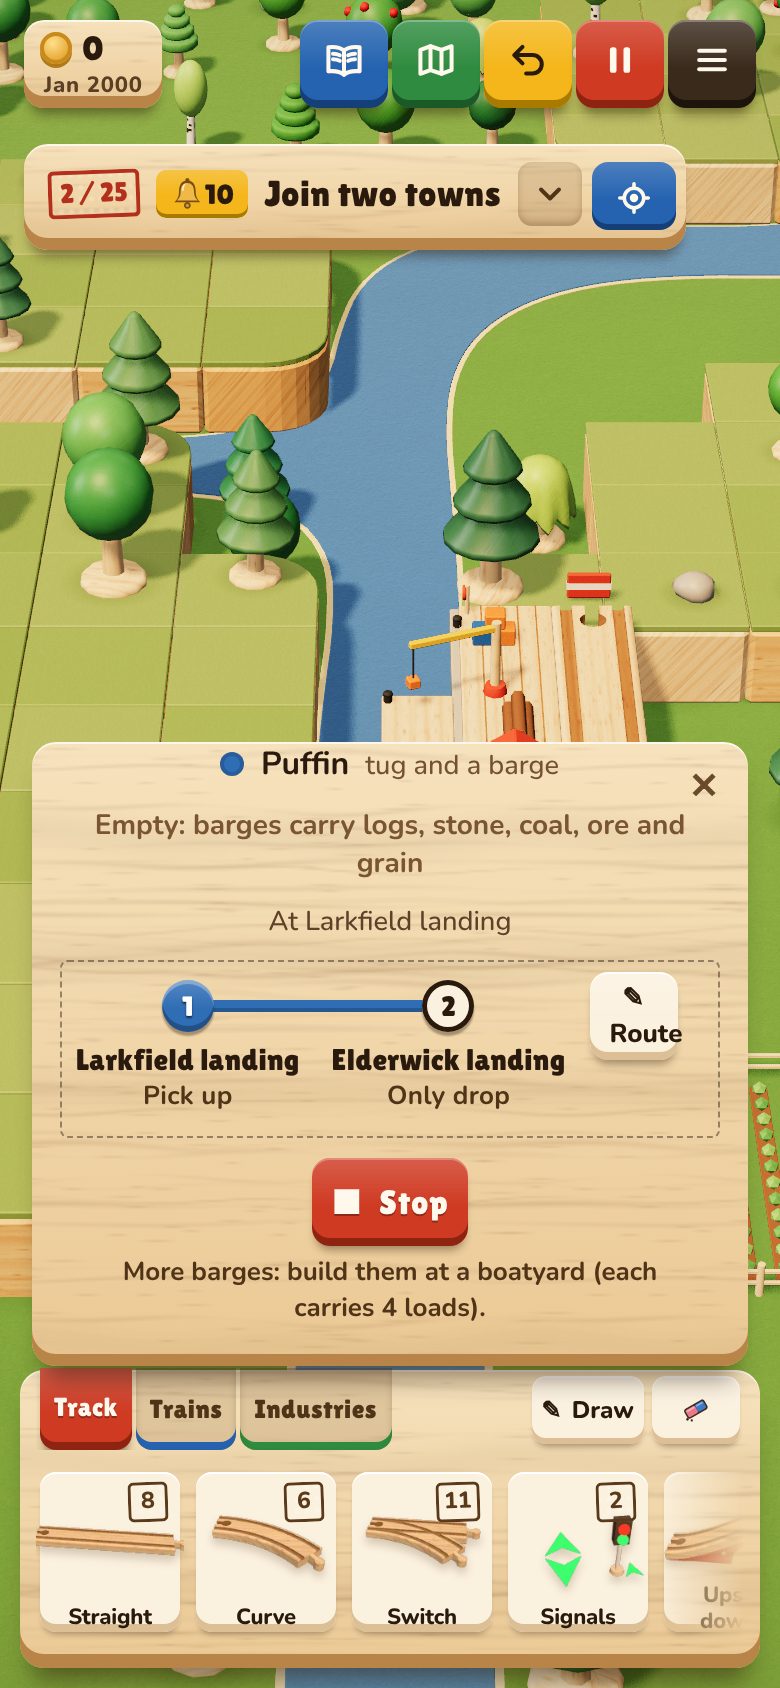 0
Jan 2000
2 / 25
10
Join two towns
Puffin tug and a barge
Empty: barges carry logs, stone, coal, ore and
grain
At Larkfield landing
1
2
Route
Larkfield landing
Elderwick landing
Pick up
Only drop
Stop
More barges: build them at a boatyard (each
carries 4 loads).
Track
Trains
Industries
Draw
8
6
11
2
Straight
Curve
Switch
Signals